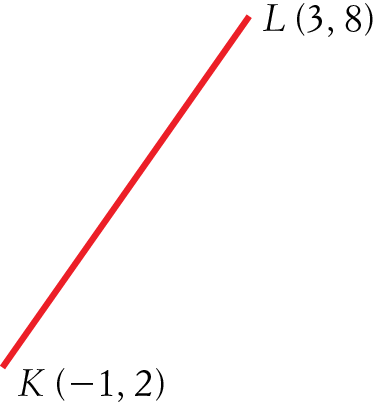 L (3, 8)
K (−1, 2)